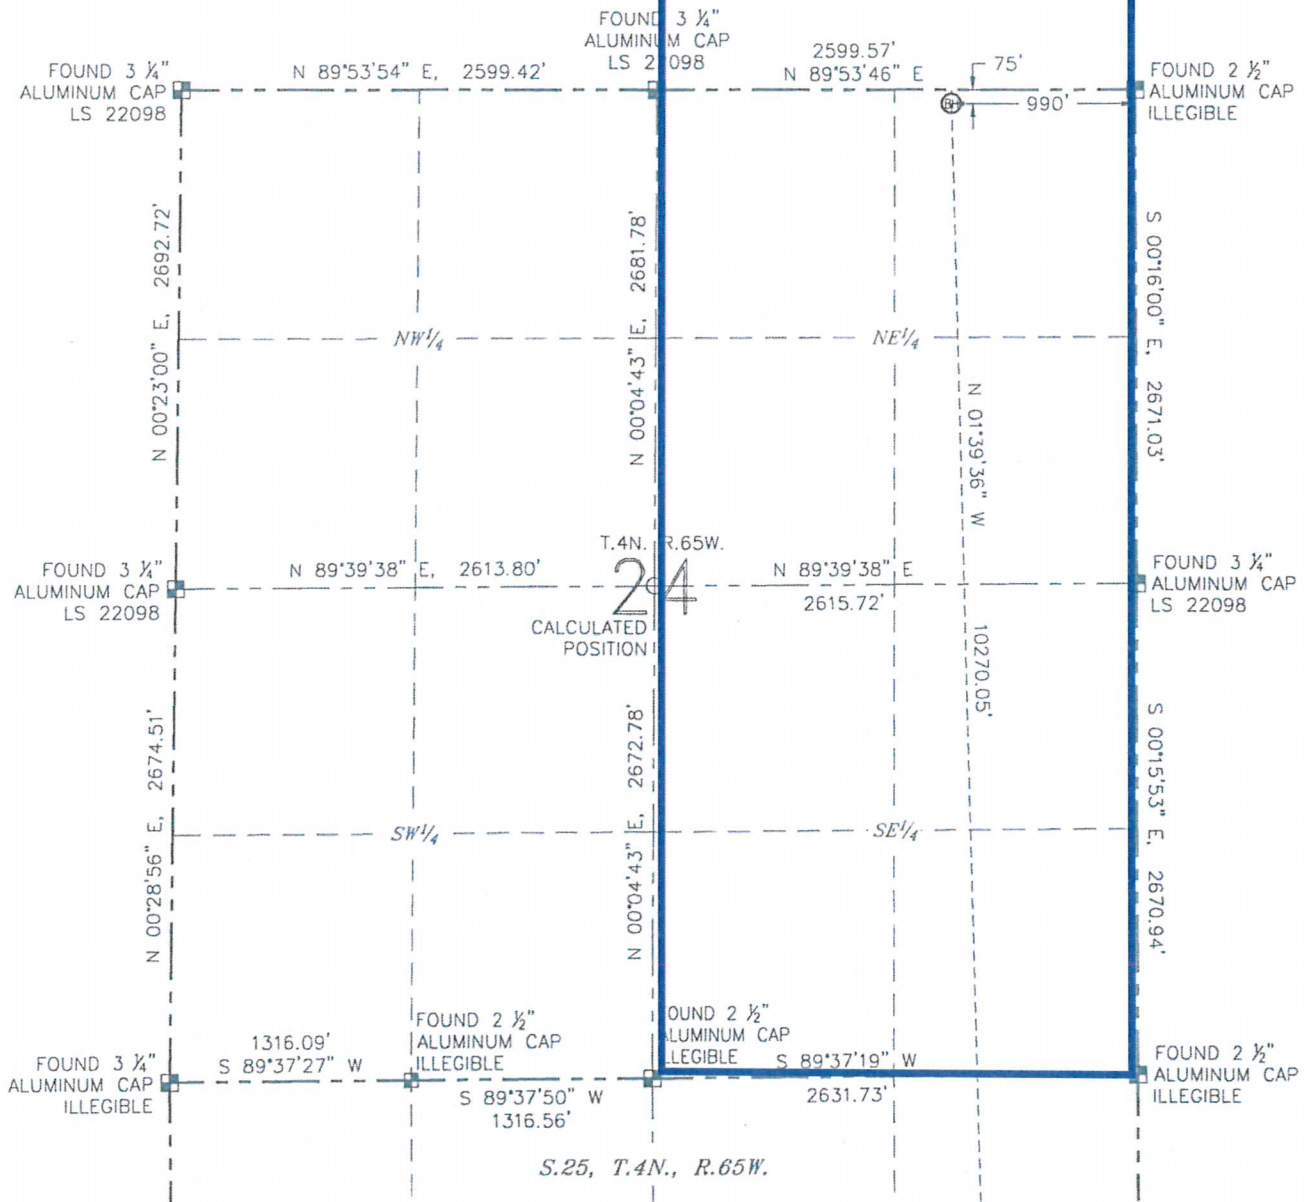 FOUND 3 ¼"
ALUMINUM CAP
LS 22098
N 89°53'54" E, 2599.42'
FOUND 3 ¼"
ALUMINUM CAP
LS 2 098
2599.57'
N 89°53'46" E
75'
990'
BH
FOUND 2 ½"
ALUMINUM CAP
ILLEGIBLE
N 00°23'00" E, 2692.72'
N 00°04'43" E, 2681.78'
S 00°16'00" E, 2671.03'
NW¼
NE¼
N 01°39'36" W
10270.05'
FOUND 3 ¼"
ALUMINUM CAP
LS 22098
N 89°39'38" E, 2613.80'
T.4N. R.65W.
24
CALCULATED
POSITION
N 89°39'38" E
2615.72'
FOUND 3 ¼"
ALUMINUM CAP
LS 22098
N 00°28'56" E, 2674.51'
N 00°04'43" E, 2672.78'
S 00°15'53" E, 2670.94'
SW¼
SE¼
FOUND 3 ¼"
ALUMINUM CAP
ILLEGIBLE
1316.09'
S 89°37'27" W
FOUND 2 ½"
ALUMINUM CAP
ILLEGIBLE
S 89°37'50" W
1316.56'
OUND 2 ½"
LUMINUM CAP
LLEGIBLE
S 89°37'19" W
2631.73'
FOUND 2 ½"
ALUMINUM CAP
ILLEGIBLE
S.25, T.4N., R.65W.